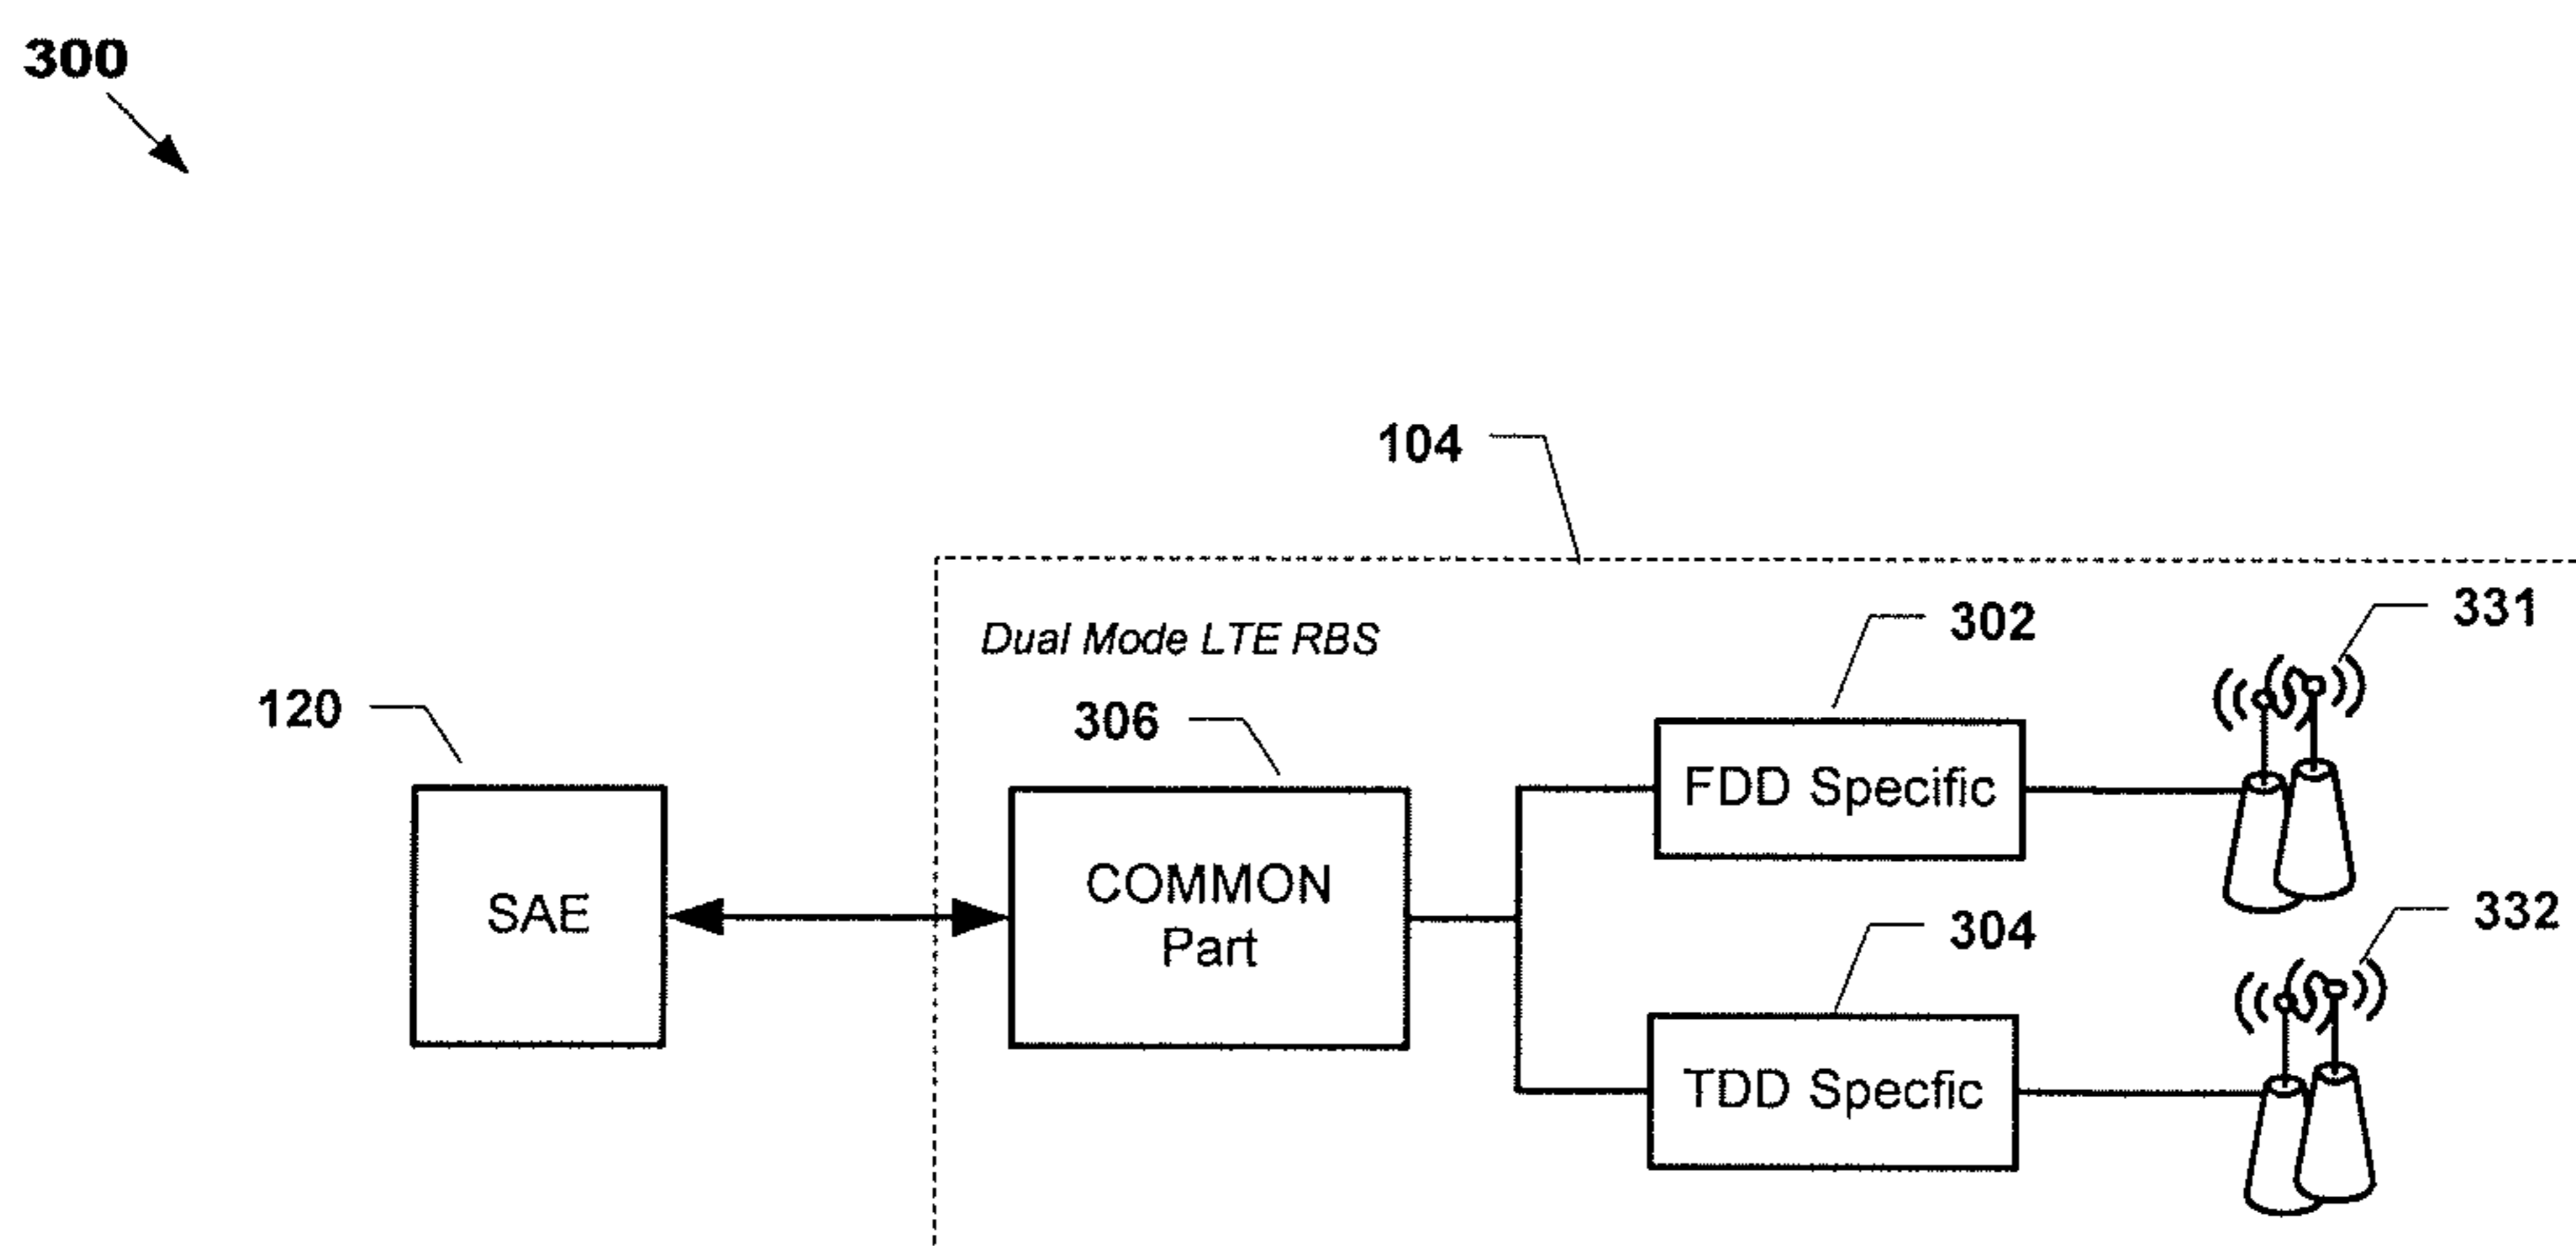 300
104
331
302
Dual Mode LTE RBS
120
306
FDD Specific
COMMON
Part
SAE
332
304
TDD Specfic